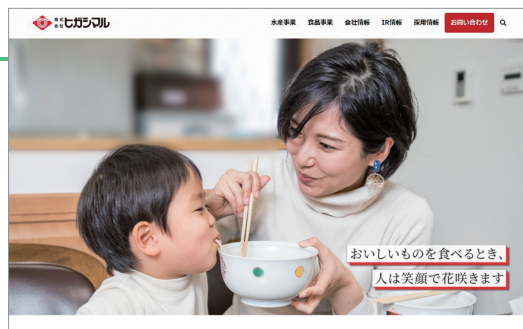 株式会社 ヒガシマル
水産事業 食品事業 会社情報 IR情報 採用情報 お問い合わせ
おいしいものを食べるとき、
人は笑顔で花咲きます